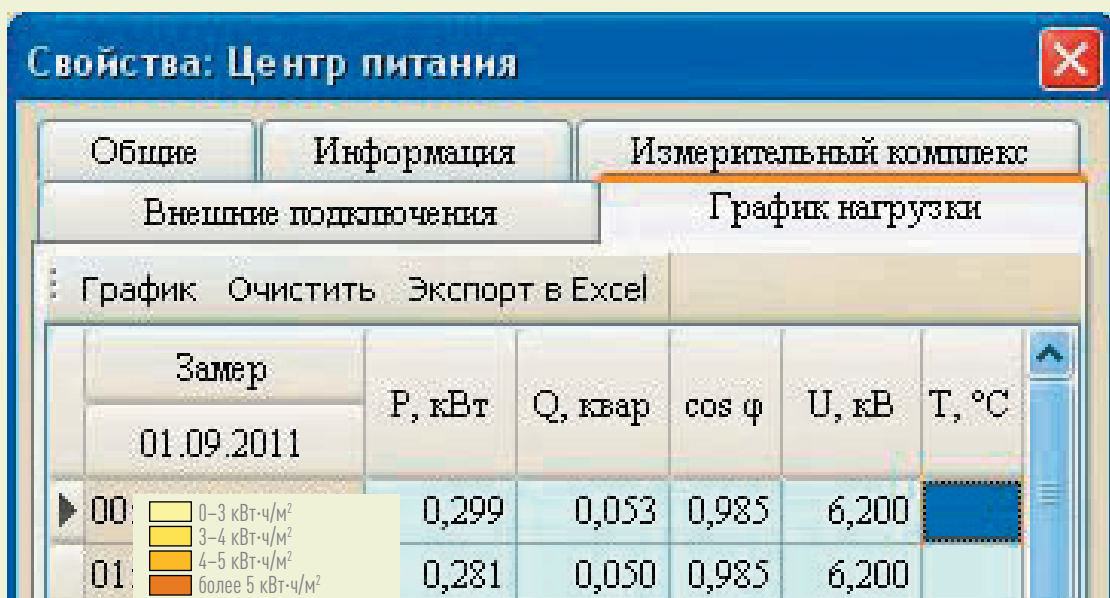 Свойства: Центр питания
Общие Информация Измерительный комплекс
Внешние подключения График нагрузки
График Очистить Экспорт в Excel
Замер
P, кВт Q, квар cos φ U, кВ T, °C
01.09.2011
00: 0,299 0,053 0,985 6,200
01: 0,281 0,050 0,985 6,200
0–3 кВт·ч/м²
3–4 кВт·ч/м²
4–5 кВт·ч/м²
более 5 кВт·ч/м²